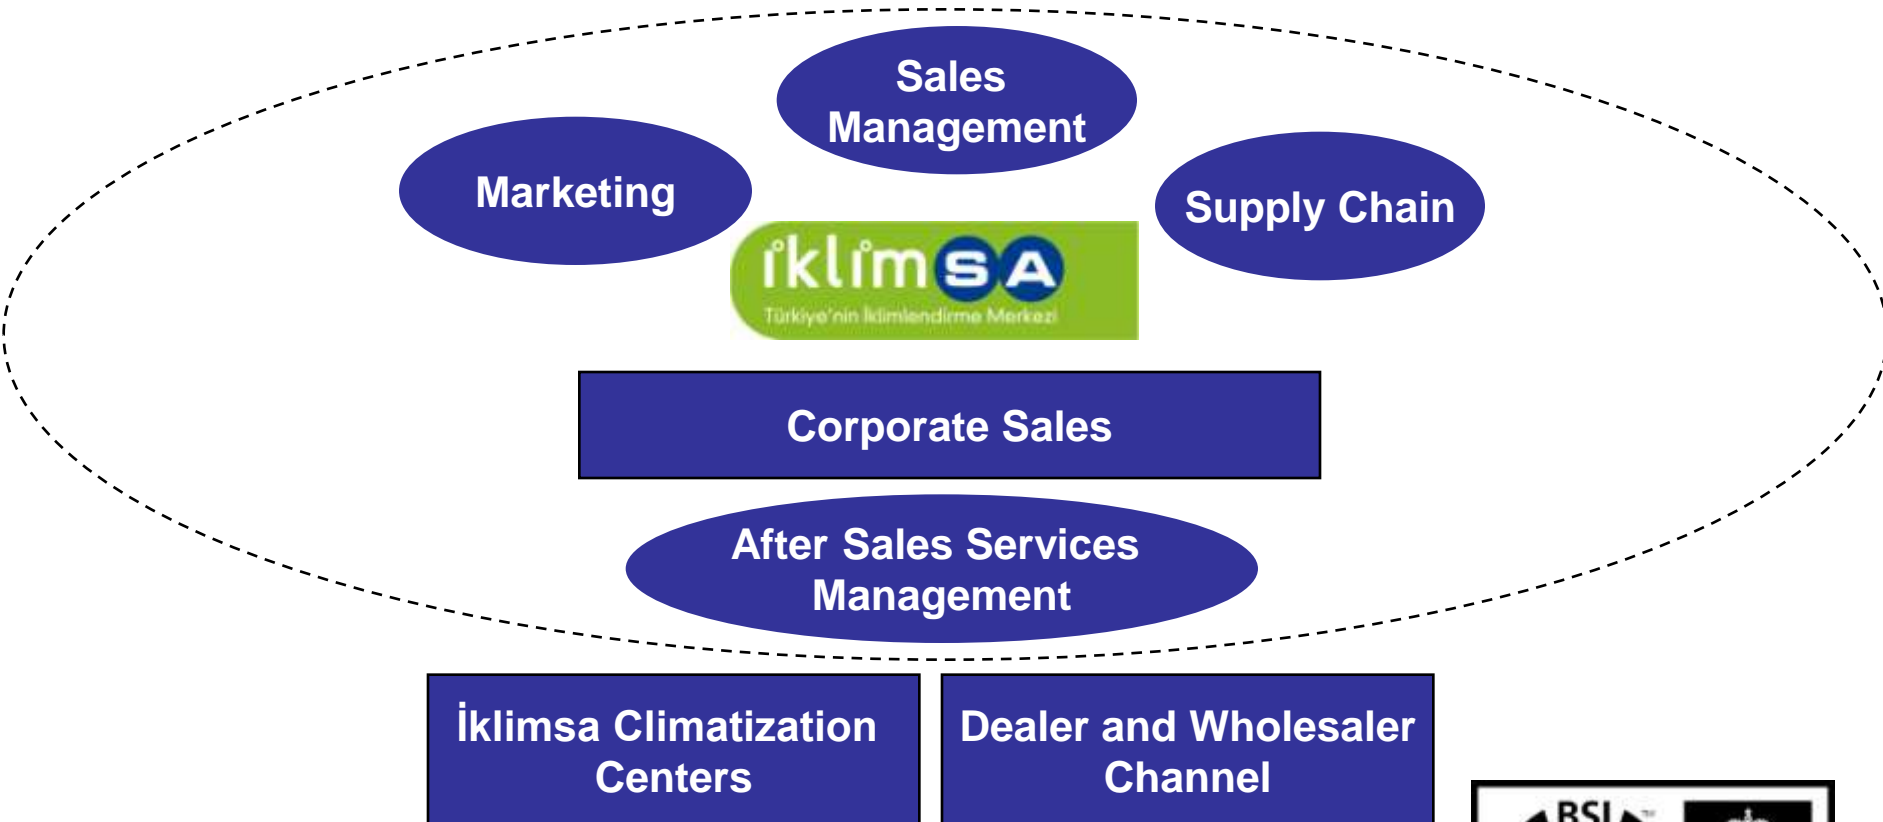 Sales
Management
Marketing
Supply Chain
iklimSA
Türkiye'nin İklimlendirme Merkezi
Corporate Sales
After Sales Services
Management
İklimsa Climatization
Centers
Dealer and Wholesaler
Channel
BSI